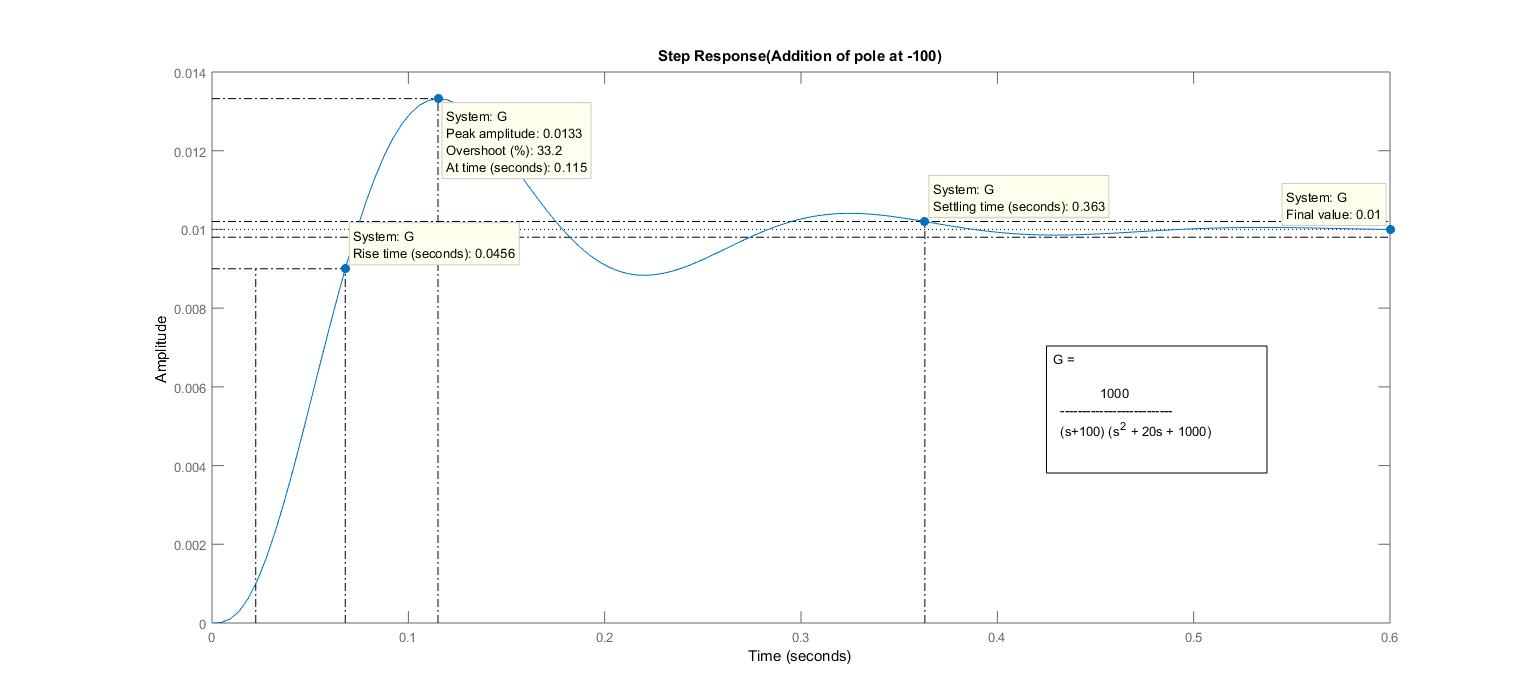 Step Response(Addition of pole at -100)
0.014
0.012
0.01
0.008
0.006
0.004
0.002
0
Amplitude
System: G
Peak amplitude: 0.0133
Overshoot (%): 33.2
At time (seconds): 0.115
System: G
Rise time (seconds): 0.0456
System: G
Settling time (seconds): 0.363
System: G
Final value: 0.01
G =
1000
--------------------------
(s+100) (s² + 20s + 1000)
0 0.1 0.2 0.3 0.4 0.5 0.6
Time (seconds)